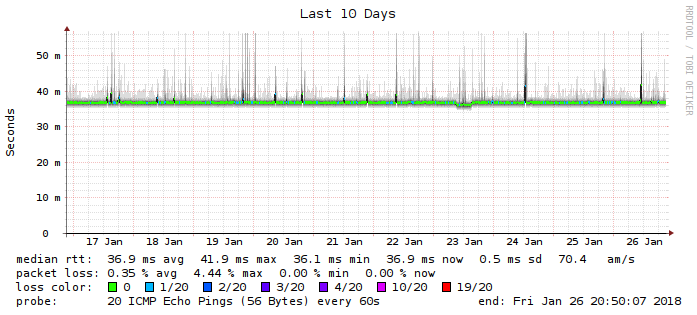 Last 10 Days
RRDTOOL / TOBI OETIKER
Seconds
50 m
40 m
30 m
20 m
10 m
0
17 Jan 18 Jan 19 Jan 20 Jan 21 Jan 22 Jan 23 Jan 24 Jan 25 Jan 26 Jan
median rtt: 36.9 ms avg 41.9 ms max 36.1 ms min 36.9 ms now 0.5 ms sd 70.4 am/s
packet loss: 0.35 % avg 4.44 % max 0.00 % min 0.00 % now
loss color: 0 1/20 2/20 3/20 4/20 10/20 19/20
probe: 20 ICMP Echo Pings (56 Bytes) every 60s end: Fri Jan 26 20:50:07 2018